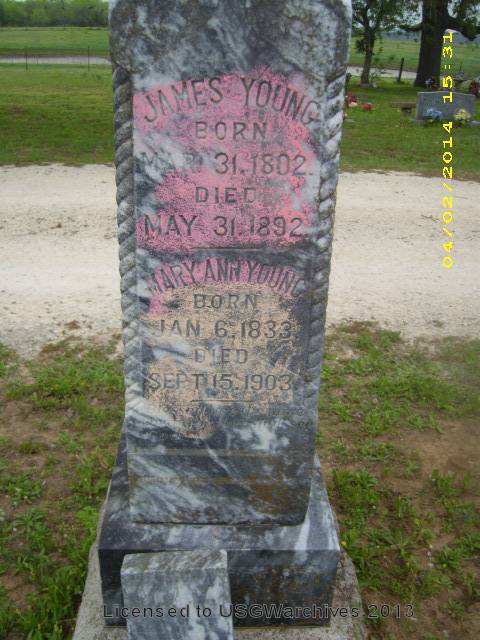 JAMES YOUNG
BORN
MAR. 31, 1802
DIED
MAY 31, 1892
MARY ANN YOUNG
BORN
JAN 6, 1833
DIED
SEPT. 15, 1903
04/02/2014 15:31
Licensed to USGWarchives 2013